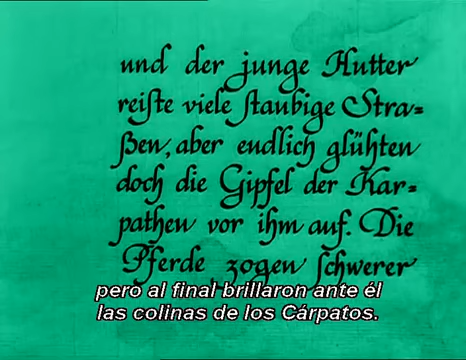 und der junge Hutter
reiſte viele ſtaubige Stra=
ßen, aber endlich glühten
doch die Gipfel der Kar=
pathen vor ihm auf. Die
Pferde zogen ſchwerer
pero al final brillaron ante él
las colinas de los Cárpatos.